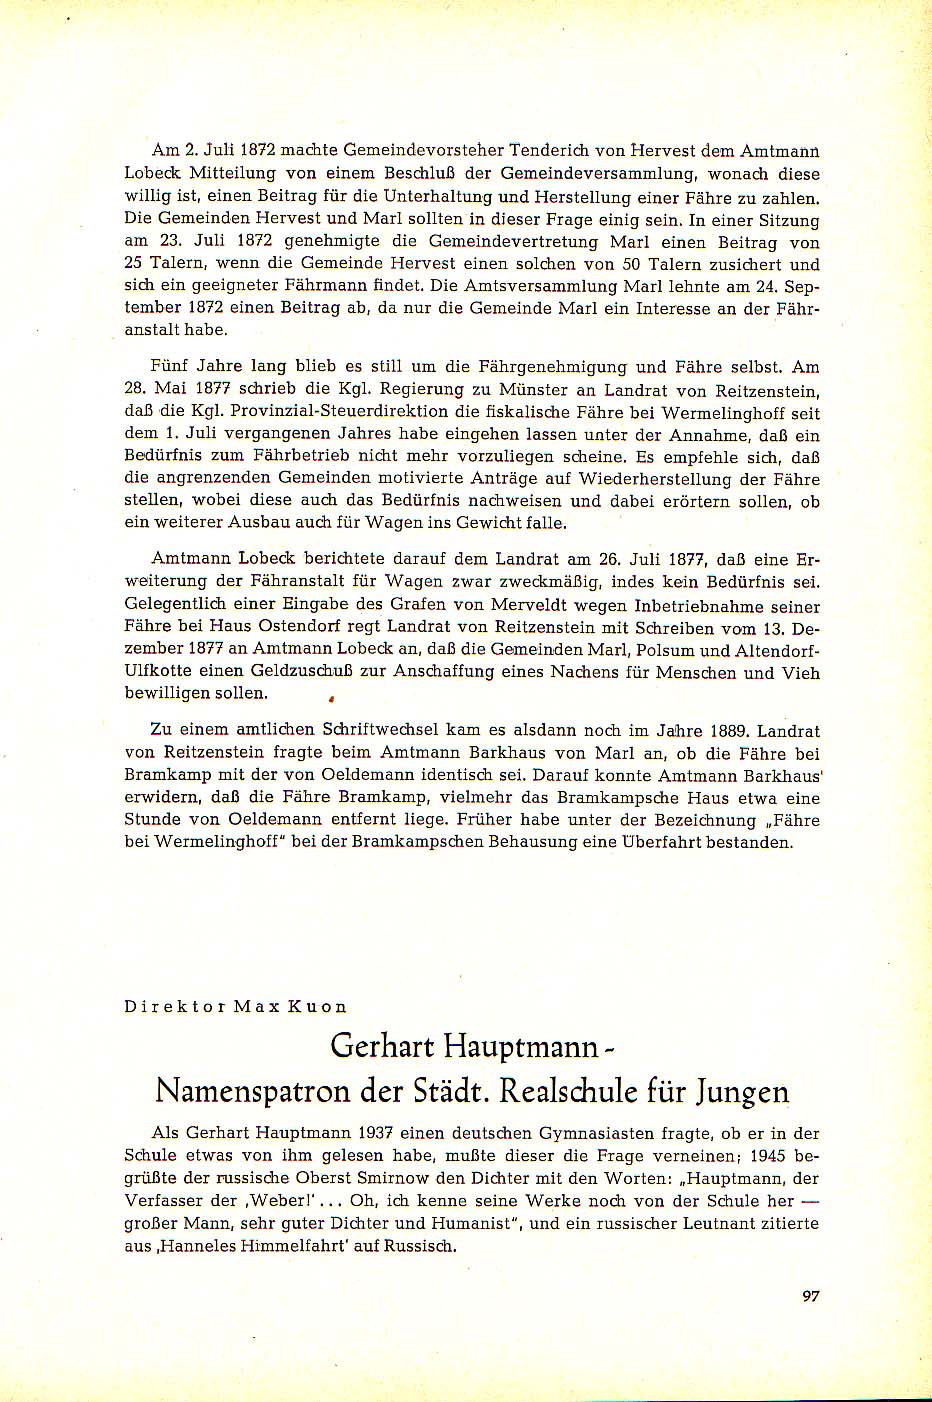 Am 2. Juli 1872 machte Gemeindevorsteher Tenderich von Hervest dem Amtmann
Lobeck Mitteilung von einem Beschluß der Gemeindeversammlung, wonach diese
willig ist, einen Beitrag für die Unterhaltung und Herstellung einer Fähre zu zahlen.
Die Gemeinden Hervest und Marl sollten in dieser Frage einig sein. In einer Sitzung
am 23. Juli 1872 genehmigte die Gemeindevertretung Marl einen Beitrag von
25 Talern, wenn die Gemeinde Hervest einen solchen von 50 Talern zusichert und
sich ein geeigneter Fährmann findet. Die Amtsversammlung Marl lehnte am 24. Sep-
tember 1872 einen Beitrag ab, da nur die Gemeinde Marl ein Interesse an der Fähr-
anstalt habe.
Fünf Jahre lang blieb es still um die Fährgenehmigung und Fähre selbst. Am
28. Mai 1877 schrieb die Kgl. Regierung zu Münster an Landrat von Reitzenstein,
daß die Kgl. Provinzial-Steuerdirektion die fiskalische Fähre bei Wermelinghoff seit
dem 1. Juli vergangenen Jahres habe eingehen lassen unter der Annahme, daß ein
Bedürfnis zum Fährbetrieb nicht mehr vorzuliegen scheine. Es empfehle sich, daß
die angrenzenden Gemeinden motivierte Anträge auf Wiederherstellung der Fähre
stellen, wobei diese auch das Bedürfnis nachweisen und dabei erörtern sollen, ob
ein weiterer Ausbau auch für Wagen ins Gewicht falle.
Amtmann Lobeck berichtete darauf dem Landrat am 26. Juli 1877, daß eine Er-
weiterung der Fähranstalt für Wagen zwar zweckmäßig, indes kein Bedürfnis sei.
Gelegentlich einer Eingabe des Grafen von Merveldt wegen Inbetriebnahme seiner
Fähre bei Haus Ostendorf regt Landrat von Reitzenstein mit Schreiben vom 13. De-
zember 1877 an Amtmann Lobeck an, daß die Gemeinden Marl, Polsum und Altendorf-
Ulfkotte einen Geldzuschuß zur Anschaffung eines Nachens für Menschen und Vieh
bewilligen sollen.
Zu einem amtlichen Schriftwechsel kam es alsdann noch im Jahre 1889. Landrat
von Reitzenstein fragte beim Amtmann Barkhaus von Marl an, ob die Fähre bei
Bramkamp mit der von Oeldemann identisch sei. Darauf konnte Amtmann Barkhaus'
erwidern, daß die Fähre Bramkamp, vielmehr das Bramkampsche Haus etwa eine
Stunde von Oeldemann entfernt liege. Früher habe unter der Bezeichnung „Fähre
bei Wermelinghoff" bei der Bramkampschen Behausung eine Überfahrt bestanden.
Direktor Max Kuon
Gerhart Hauptmann -
Namenspatron der Städt. Realschule für Jungen
Als Gerhart Hauptmann 1937 einen deutschen Gymnasiasten fragte, ob er in der
Schule etwas von ihm gelesen habe, mußte dieser die Frage verneinen; 1945 be-
grüßte der russische Oberst Smirnow den Dichter mit den Worten: „Hauptmann, der
Verfasser der ‚Weber!' ... Oh, ich kenne seine Werke noch von der Schule her —
großer Mann, sehr guter Dichter und Humanist", und ein russischer Leutnant zitierte
aus ‚Hanneles Himmelfahrt' auf Russisch.
97